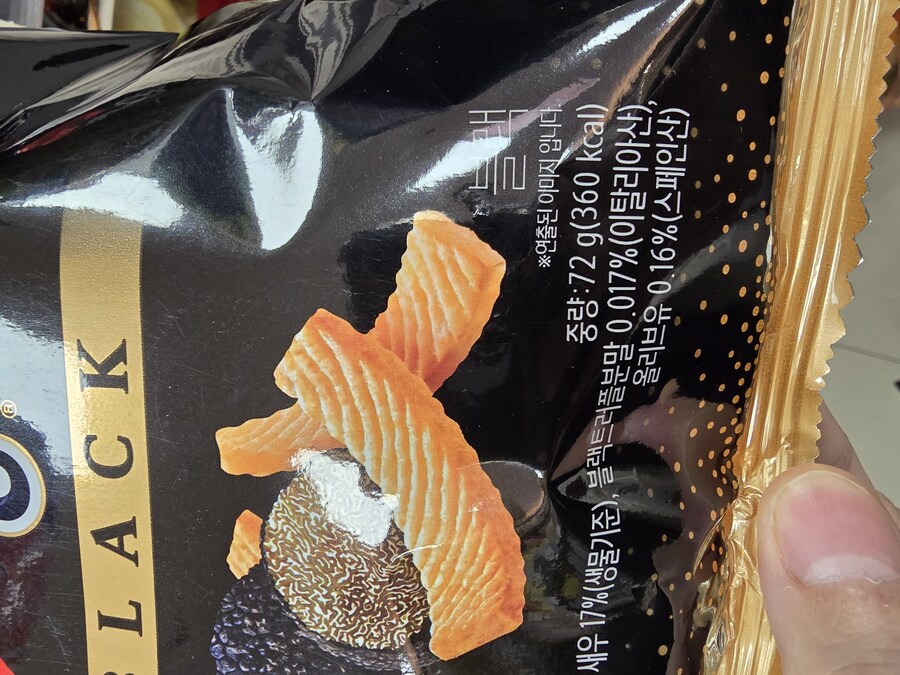 BLACK
블랙
※연출된 이미지 입니다.
중량:72 g(360 kcal)
새우 17%(생물기준), 블랙트러플분말 0.017%(이탈리아산),
올리브유 0.16%(스페인산)